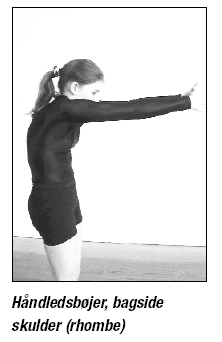 Håndledsbøjer, bagside
skulder (rhombe)